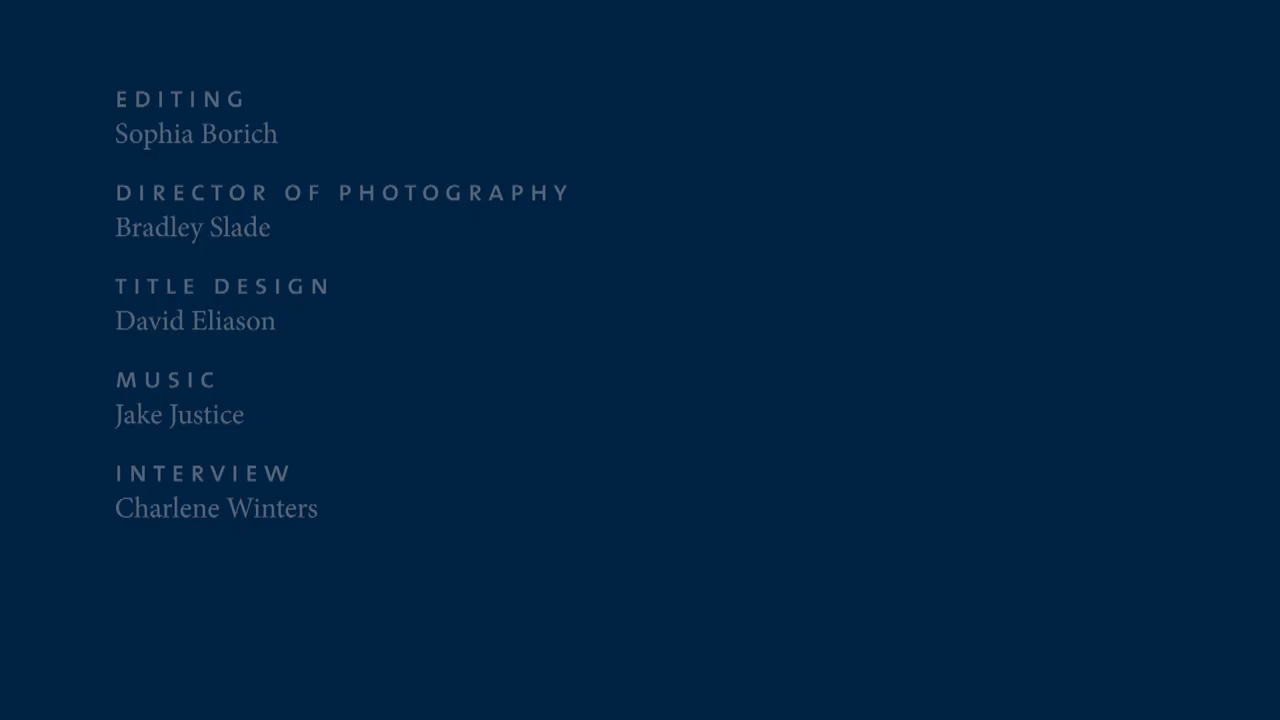 EDITING
Sophia Borich
DIRECTOR OF PHOTOGRAPHY
Bradley Slade
TITLE DESIGN
David Eliason
MUSIC
Jake Justice
INTERVIEW
Charlene Winters